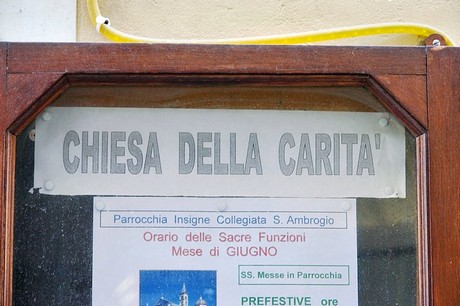 CHIESA DELLA CARITA'
Parrocchia Insigne Collegiata S. Ambrogio
Orario delle Sacre Funzioni
Mese di GIUGNO
SS. Messe in Parrocchia
PREFESTIVE ore